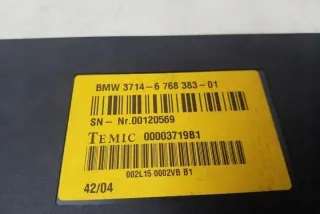 BMW 3714-6 768 383-01
SN- Nr.00120569
TEMIC 00003719B1
002L15 0002VB B1
42/04